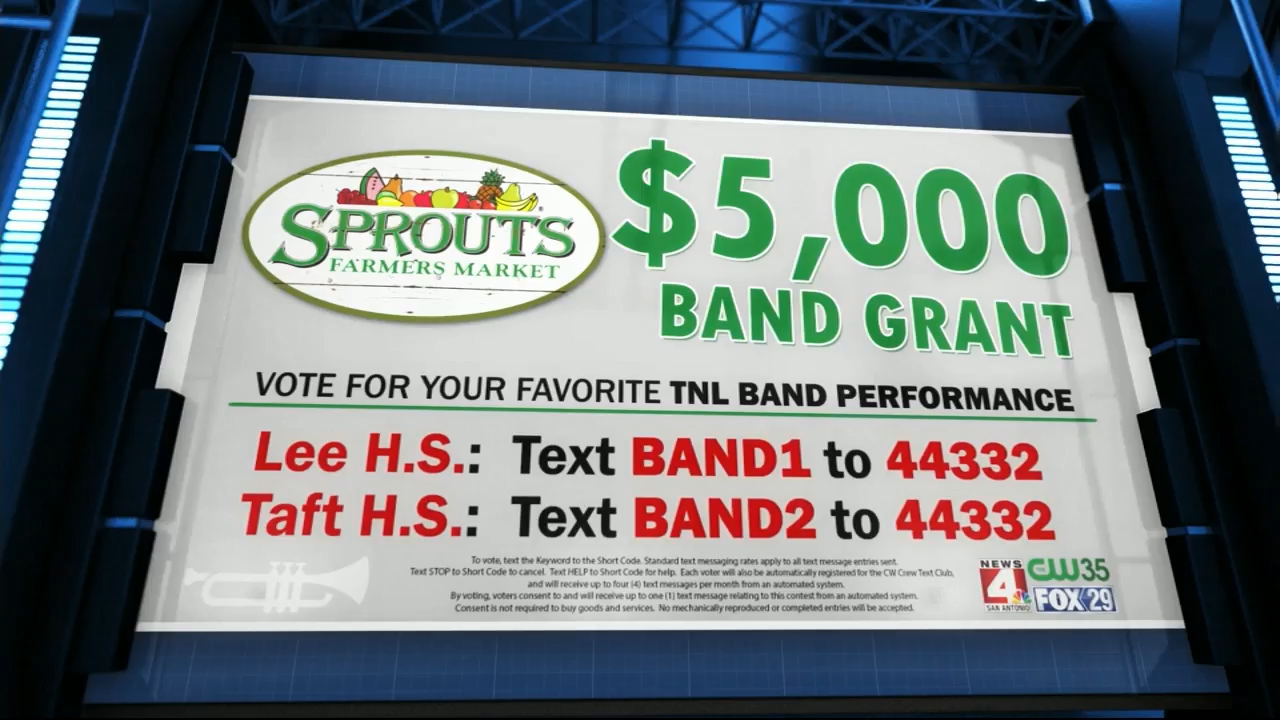 SPROUTS
FARMERS MARKET
$5,000
BAND GRANT
VOTE FOR YOUR FAVORITE TNL BAND PERFORMANCE
Lee H.S.: Text BAND1 to 44332
Taft H.S.: Text BAND2 to 44332
To vote, text the Keyword to the Short Code. Standard text messaging rates apply to all text message entries sent.
Text STOP to Short Code to cancel. Text HELP to Short Code for help. Each voter will also be automatically registered for the CW Crew Text Club,
and will receive up to four (4) text messages per month from an automated system.
By voting, voters consent to and will receive up to one (1) text message relating to this contest from an automated system.
Consent is not required to buy goods and services. No mechanically reproduced or completed entries will be accepted.
NEWS
4
SAN ANTONIO
CW35
FOX 29